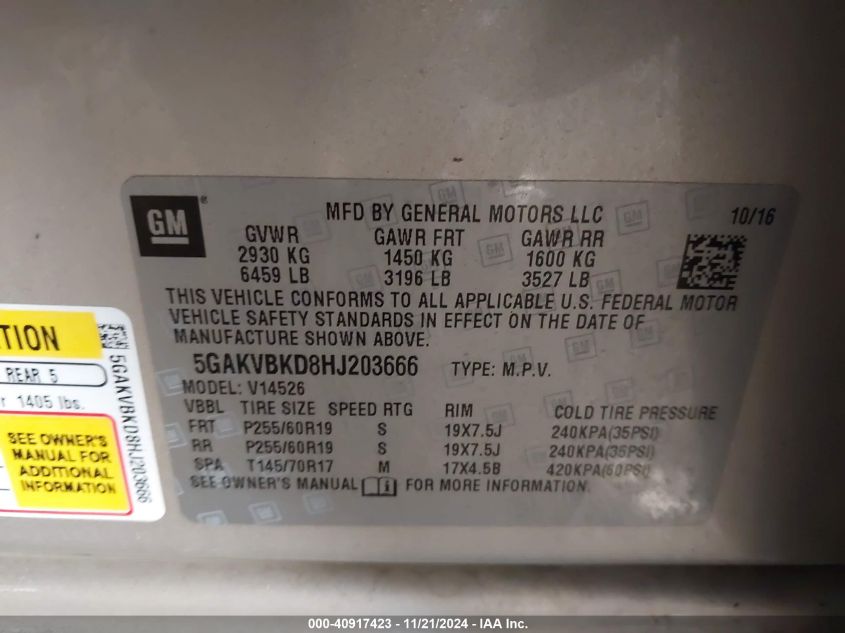 GM ®
MFD BY GENERAL MOTORS LLC 10/16
GVWR GAWR FRT GAWR RR
2930 KG 1450 KG 1600 KG
6459 LB 3196 LB 3527 LB
THIS VEHICLE CONFORMS TO ALL APPLICABLE U.S. FEDERAL MOTOR
VEHICLE SAFETY STANDARDS IN EFFECT ON THE DATE OF
MANUFACTURE SHOWN ABOVE.
5GAKVBKD8HJ203666 TYPE: M.P.V.
MODEL: V14526
VBBL TIRE SIZE SPEED RTG RIM COLD TIRE PRESSURE
FRT P255/60R19 S 19X7.5J 240KPA(35PSI)
RR P255/60R19 S 19X7.5J 240KPA(35PSI)
SPA T145/70R17 M 17X4.5B 420KPA(60PSI)
SEE OWNER'S MANUAL FOR MORE INFORMATION.
TION
REAR 5
1405 lbs.
SEE OWNER'S
MANUAL FOR
ADDITIONAL
INFORMATION
5GAKVBKD8HJ203666
000-40917423 - 11/21/2024 - IAA Inc.